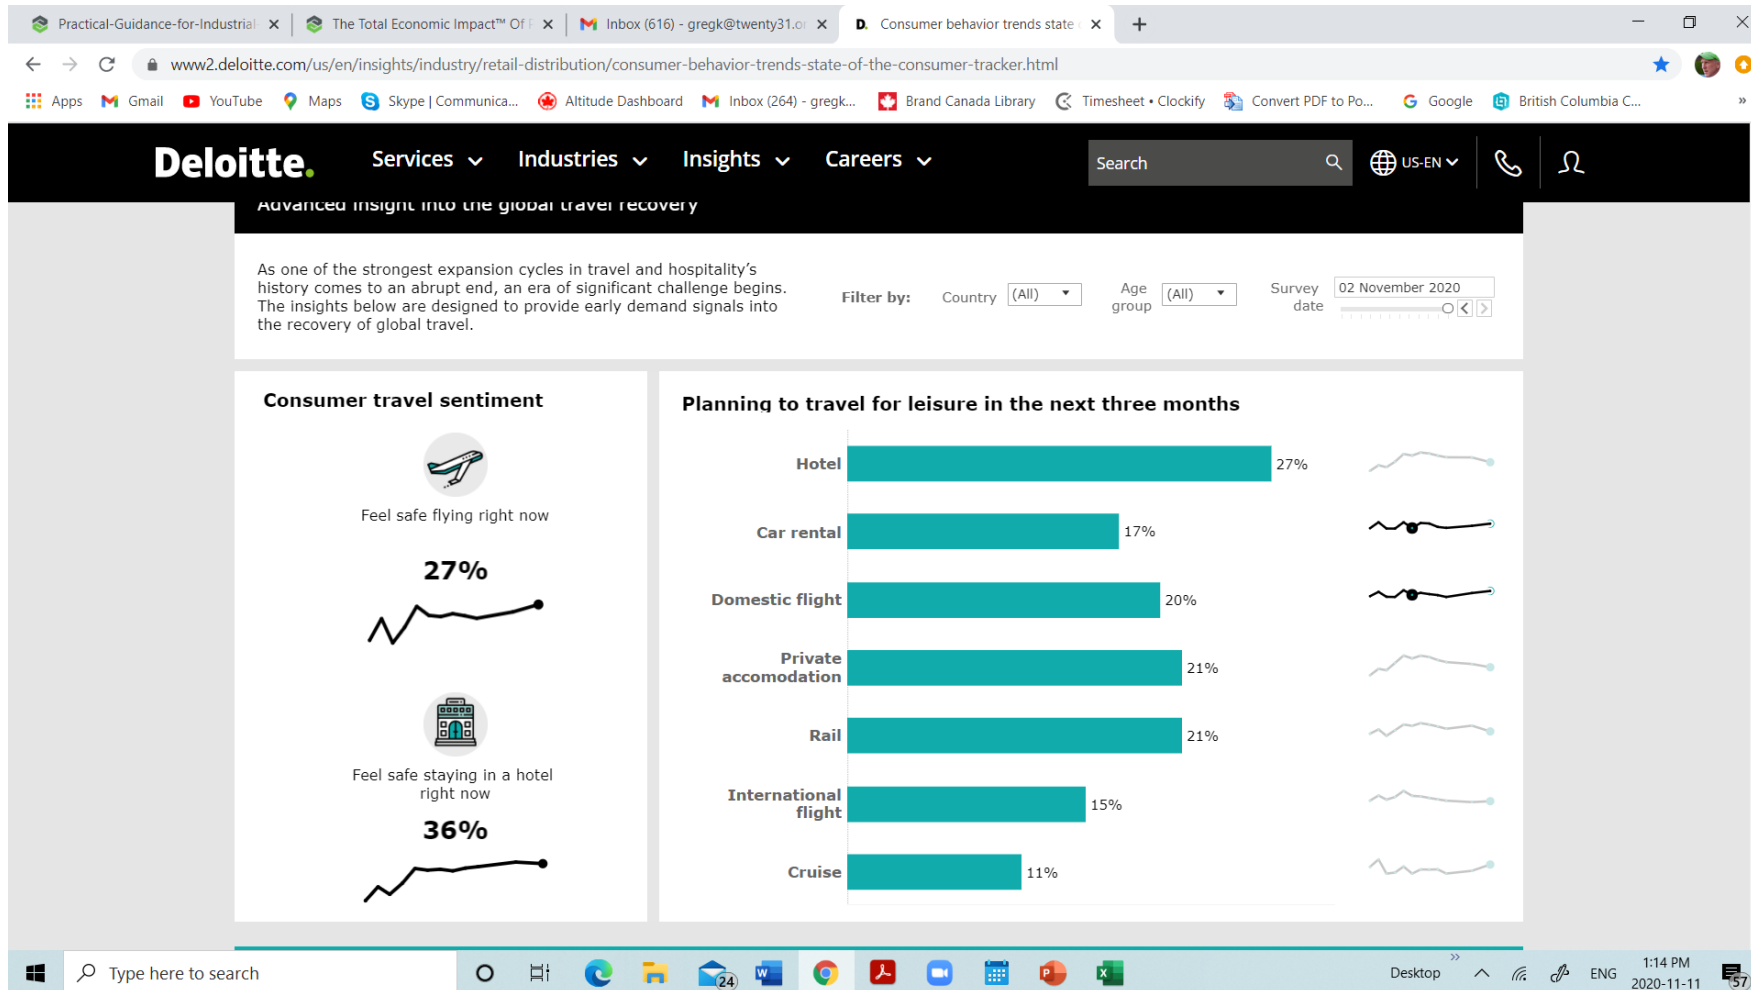 Practical-Guidance-for-Industrial-
The Total Economic Impact™ Of
Inbox (616) - gregk@twenty31.or
D. Consumer behavior trends state
www2.deloitte.com/us/en/insights/industry/retail-distribution/consumer-behavior-trends-state-of-the-consumer-tracker.html
Apps
Gmail
YouTube
Maps
Skype | Communica...
Altitude Dashboard
Inbox (264) - gregk...
Brand Canada Library
Timesheet • Clockify
Convert PDF to Po...
Google
British Columbia C...
»
Deloitte.
Services
Industries
Insights
Careers
Search
US-EN
Advanced insight into the global travel recovery
As one of the strongest expansion cycles in travel and hospitality's
history comes to an abrupt end, an era of significant challenge begins.
The insights below are designed to provide early demand signals into
the recovery of global travel.
Filter by:
Country
(All)
Age
group
(All)
Survey
date
02 November 2020
Consumer travel sentiment
Feel safe flying right now
27%
Feel safe staying in a hotel
right now
36%
Planning to travel for leisure in the next three months
Hotel
27%
Car rental
17%
Domestic flight
20%
Private
accomodation
21%
Rail
21%
International
flight
15%
Cruise
11%
Type here to search
24
Desktop
»
ENG
1:14 PM
2020-11-11
57